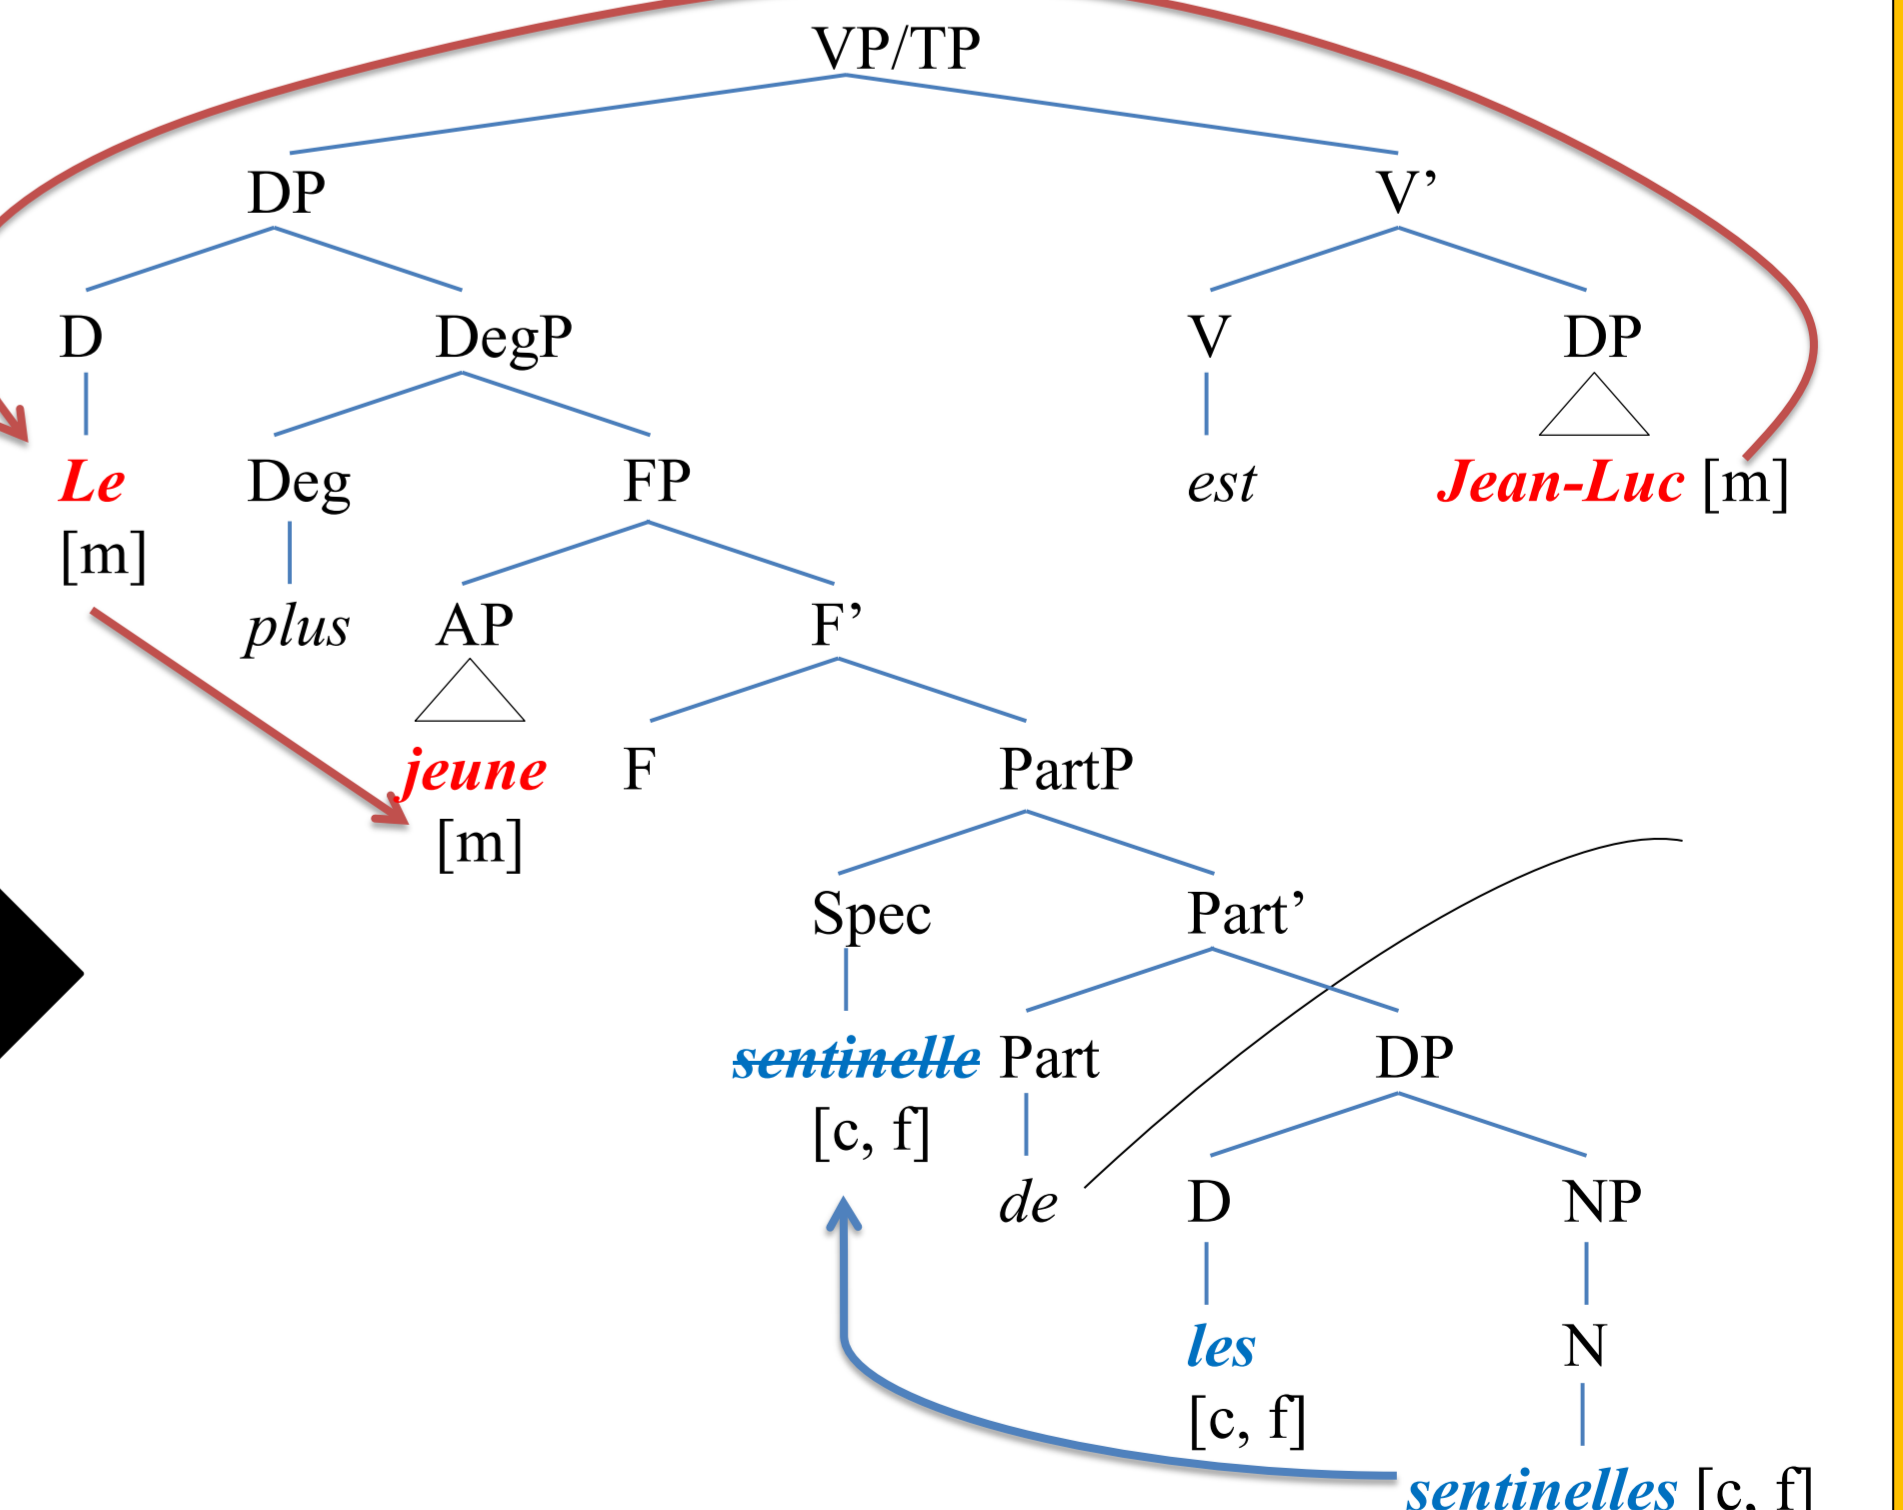 VP/TP
DP V’
D DegP V DP
Le Deg FP est Jean-Luc [m]
[m]
plus AP F’
jeune F PartP
[m]
Spec Part’
sentinelle Part DP
[c, f]
de D NP
les N
[c, f]
sentinelles [c, f]